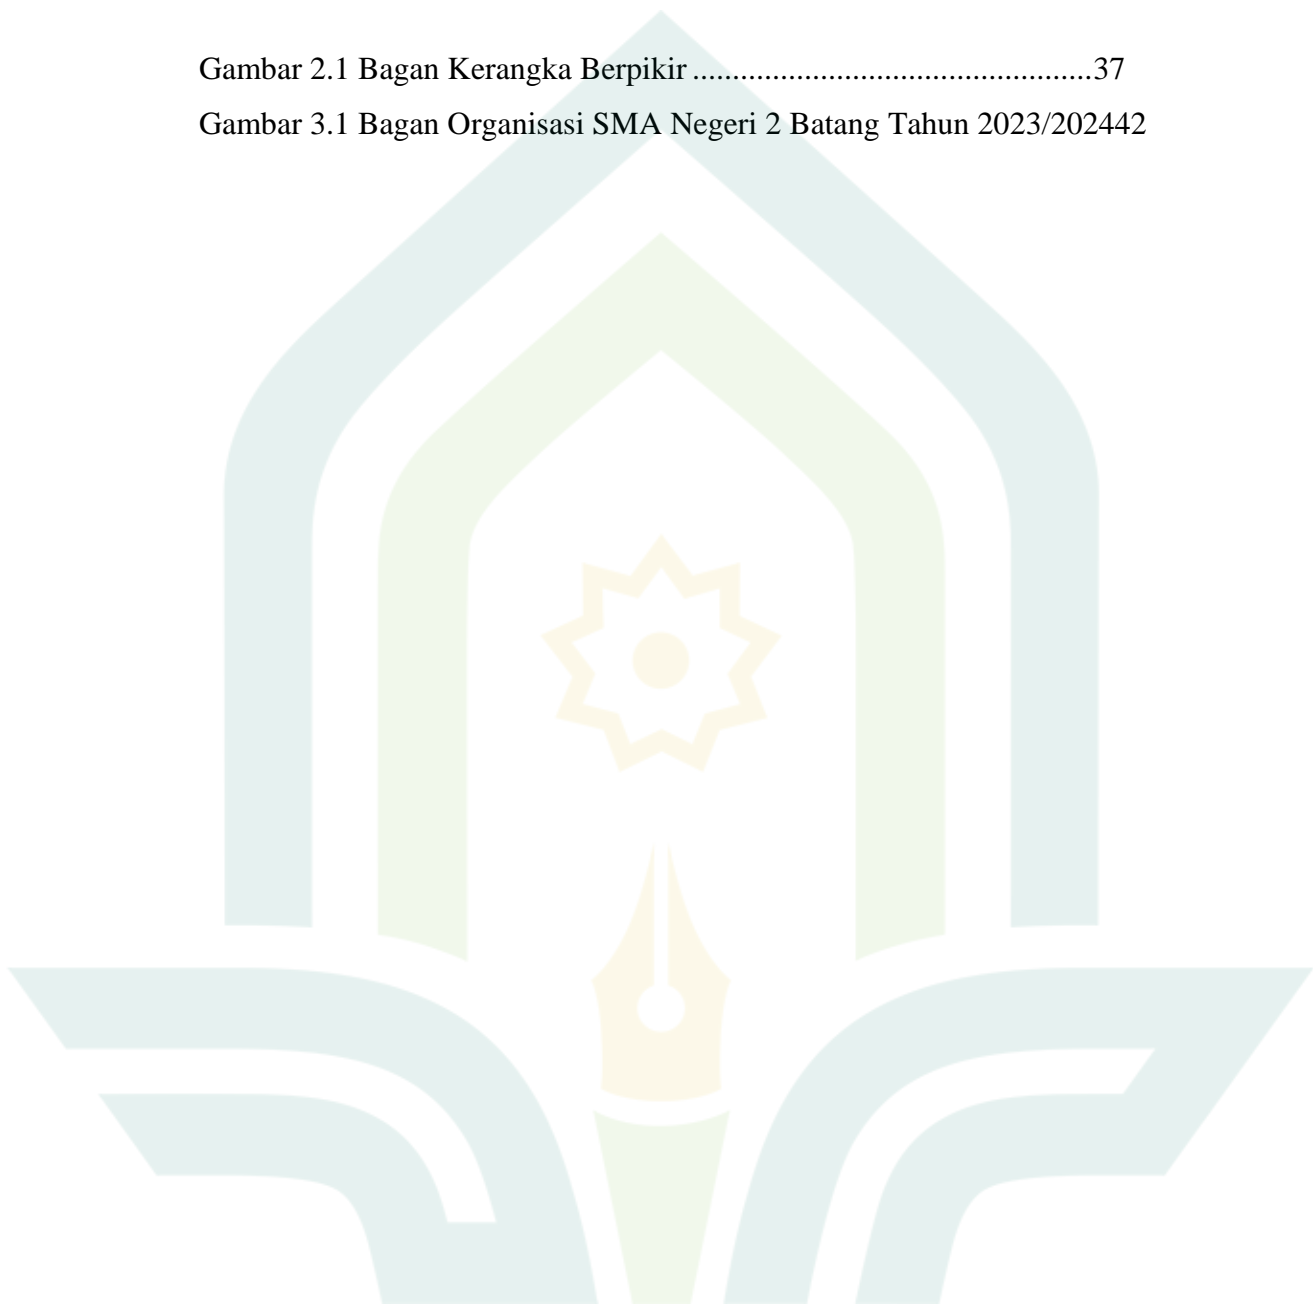 Gambar 2.1 Bagan Kerangka Berpikir ..................................................37
Gambar 3.1 Bagan Organisasi SMA Negeri 2 Batang Tahun 2023/202442